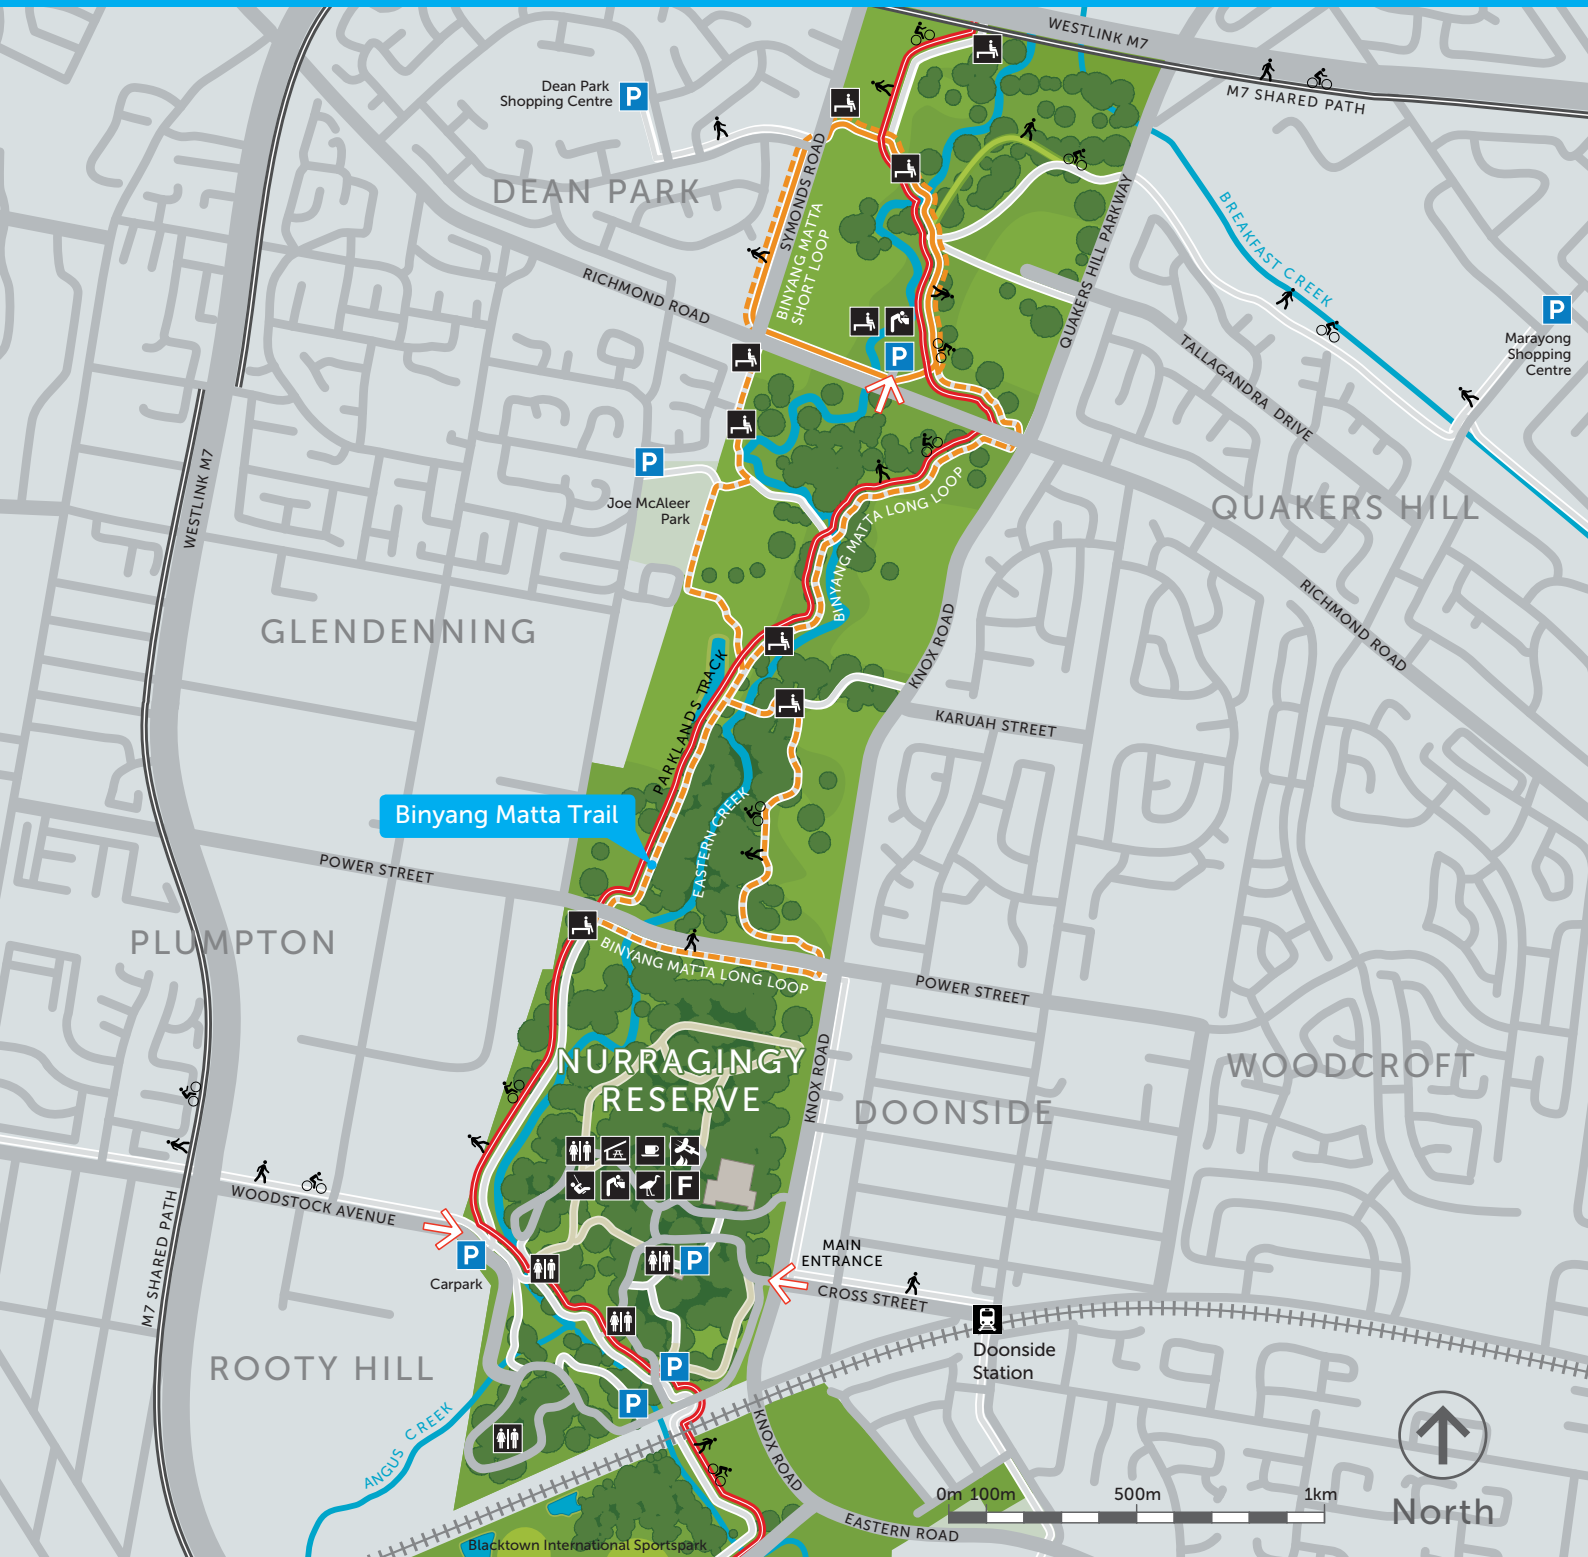 WESTLINK M7
M7 SHARED PATH
Dean Park
Shopping Centre
P
DEAN PARK
SYMONDS ROAD
BINYANG MATTA
SHORT LOOP
RICHMOND ROAD
QUAKERS HILL PARKWAY
BREAKFAST CREEK
P
Marayong
Shopping
Centre
TALLAGANDRA DRIVE
P
P
Joe McAleer
Park
WESTLINK M7
BINYANG MATTA LONG LOOP
QUAKERS HILL
RICHMOND ROAD
GLENDENNING
KNOX ROAD
PARKLANDS TRACK
KARUAH STREET
Binyang Matta Trail
EASTERN CREEK
POWER STREET
PLUMPTON
BINYANG MATTA LONG LOOP
POWER STREET
NURRAGINGY
RESERVE
KNOX ROAD
WOODCROFT
DOONSIDE
F
WOODSTOCK AVENUE
M7 SHARED PATH
P
Carpark
P
MAIN
ENTRANCE
CROSS STREET
Doonside
Station
ROOTY HILL
P
P
ANGUS CREEK
KNOX ROAD
0m 100m 500m 1km
North
EASTERN ROAD
Blacktown International Sportspark